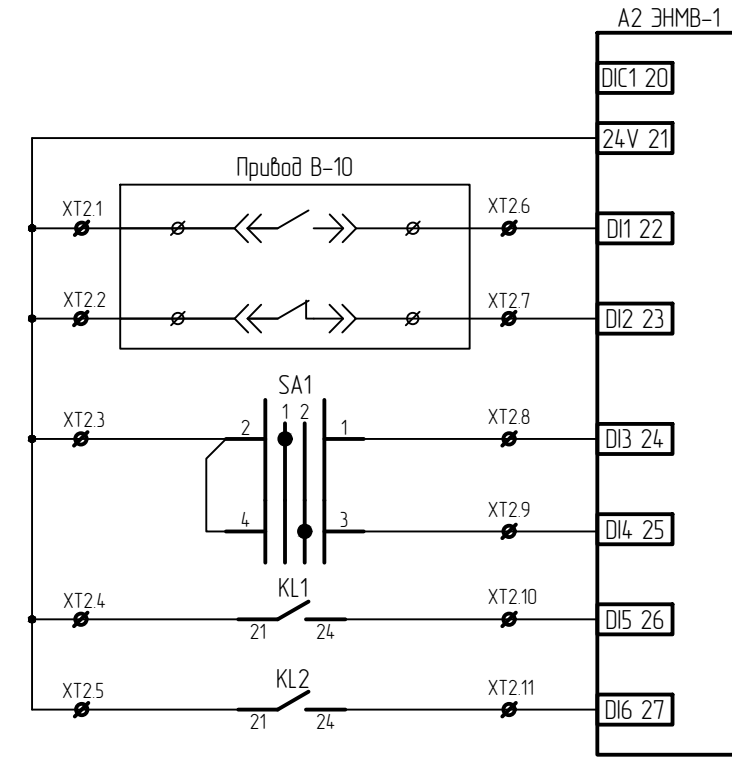 А2 ЭНМВ-1
DIC1 20
24V 21
Привод В-10
XT2.1
XT2.6
DI1 22
XT2.2
XT2.7
DI2 23
SA1
1 2
XT2.3
2
1
XT2.8
DI3 24
4
3
XT2.9
DI4 25
KL1
XT2.4
21
24
XT2.10
DI5 26
KL2
XT2.5
21
24
XT2.11
DI6 27